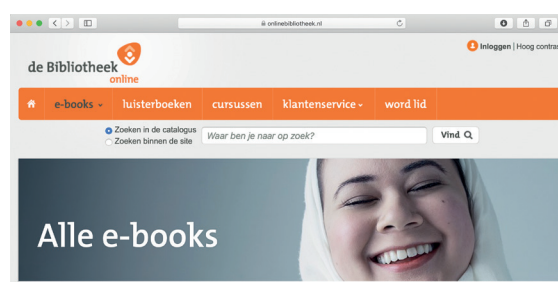 onlinebibliotheek.nl
de Bibliotheek
online
Inloggen | Hoog contras
e-books luisterboeken cursussen klantenservice word lid
Zoeken in de catalogus
Zoeken binnen de site
Waar ben je naar op zoek?
Vind
Alle e-books